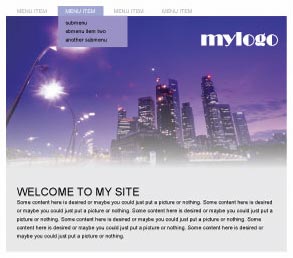 MENU ITEM MENU ITEM MENU ITEM MENU ITEM
submenu
sbmenu item two
another submenu
mylogo
WELCOME TO MY SITE
Some content here is desired or maybe you could just put a picture or nothing. Some content here is desired
or maybe you could just put a picture or nothing. Some content here is desired or maybe you could just
put a picture or nothing. Some content here is desired or maybe you could just put a picture or nothing. Some
content here is desired or maybe you could just put a picture or nothing. Some content here is desired or
maybe you could just put a picture or nothing.